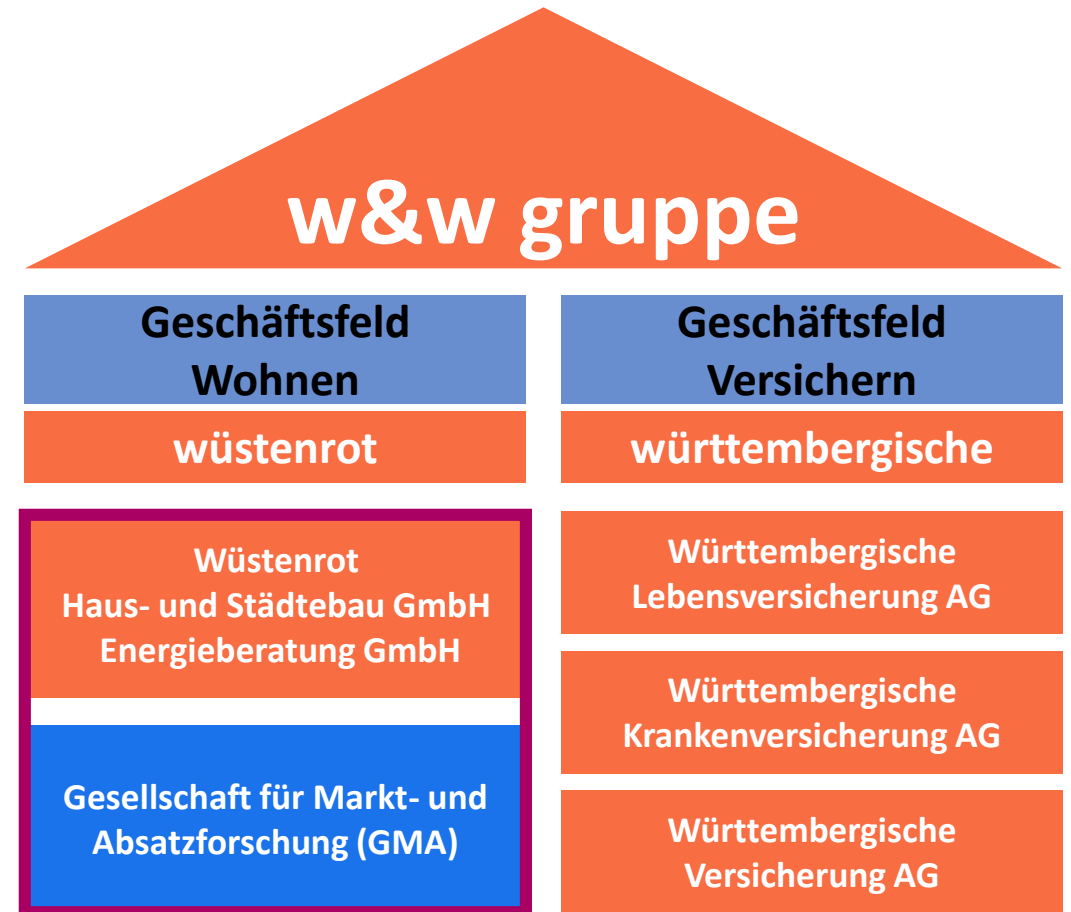 w&w gruppe
Geschäftsfeld
Wohnen
wüstenrot
Wüstenrot
Haus- und Städtebau GmbH
Energieberatung GmbH
Gesellschaft für Markt- und
Absatzforschung (GMA)
Geschäftsfeld
Versichern
württembergische
Württembergische
Lebensversicherung AG
Württembergische
Krankenversicherung AG
Württembergische
Versicherung AG